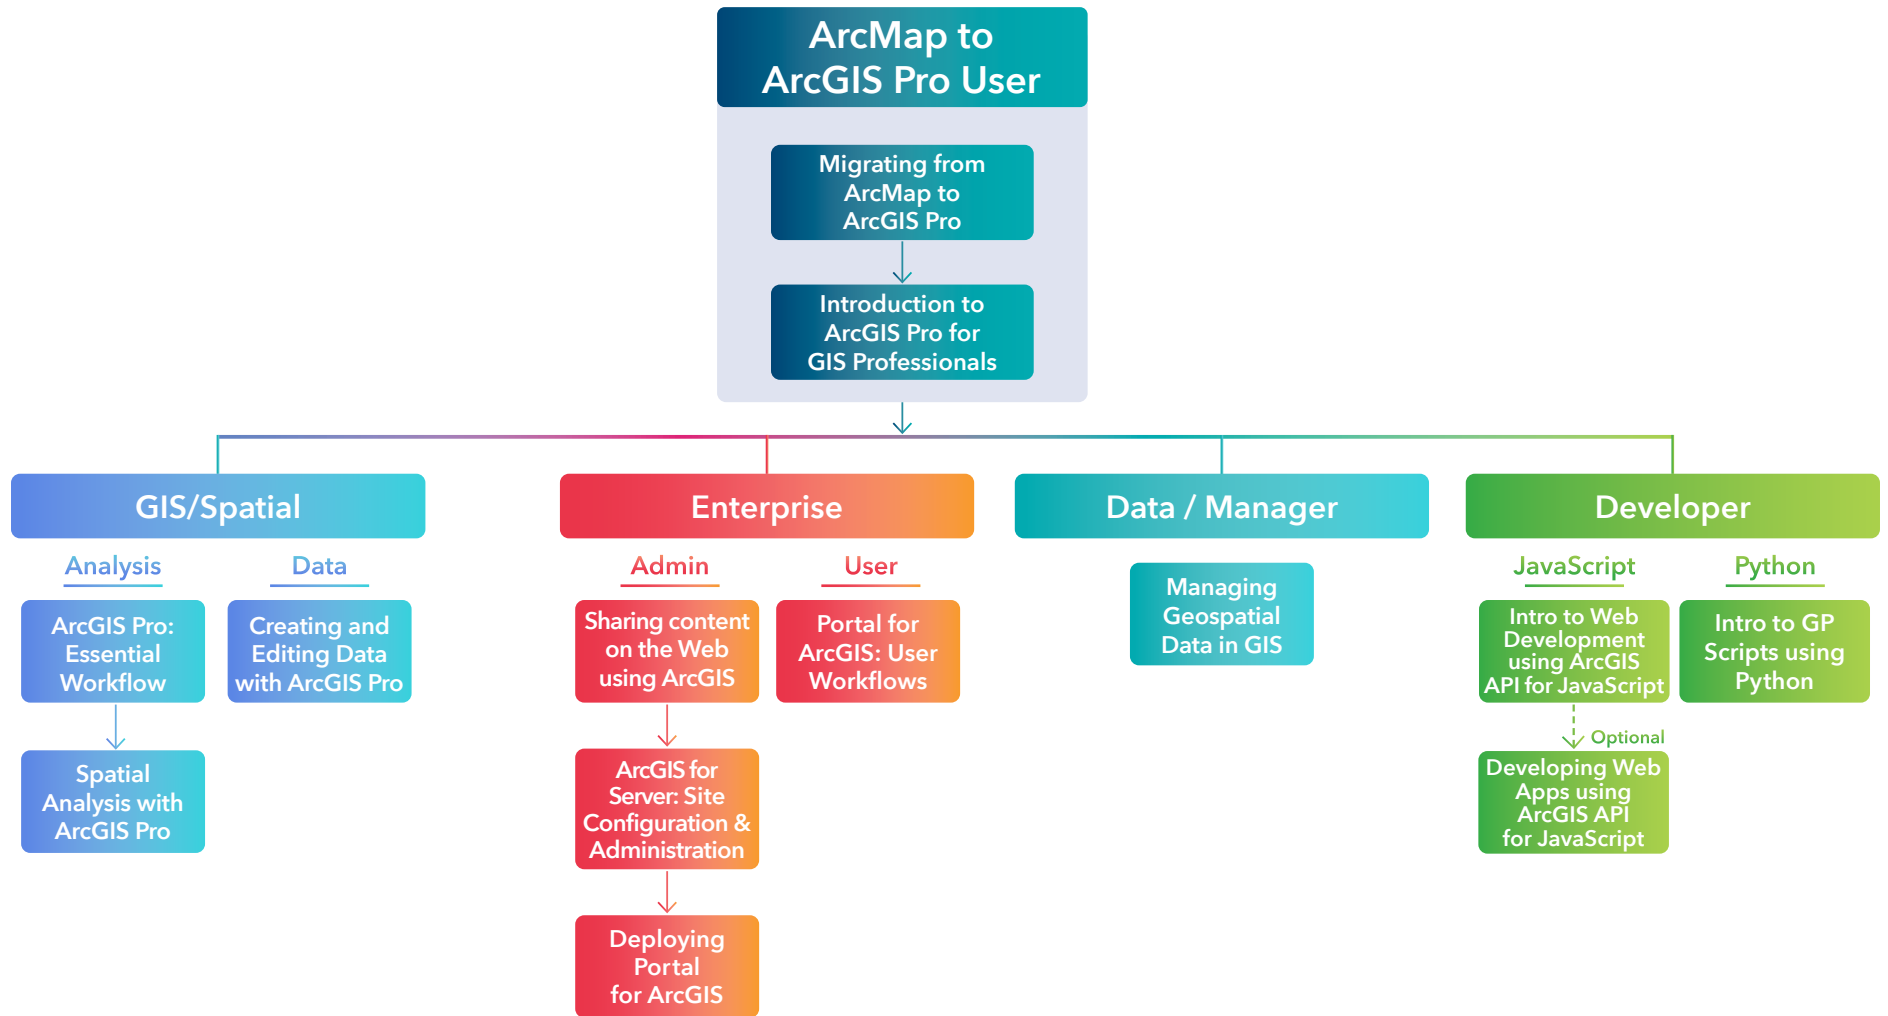 ArcMap to
ArcGIS Pro User
Migrating from
ArcMap to
ArcGIS Pro
Introduction to
ArcGIS Pro for
GIS Professionals
GIS/Spatial
Analysis
ArcGIS Pro:
Essential
Workflow
Spatial
Analysis with
ArcGIS Pro
Data
Creating and
Editing Data
with ArcGIS Pro
Enterprise
Admin
Sharing content
on the Web
using ArcGIS
ArcGIS for
Server: Site
Configuration &
Administration
Deploying
Portal
for ArcGIS
User
Portal for
ArcGIS: User
Workflows
Data / Manager
Managing
Geospatial
Data in GIS
Developer
JavaScript
Intro to Web
Development
using ArcGIS
API for JavaScript
Optional
Developing Web
Apps using
ArcGIS API
for JavaScript
Python
Intro to GP
Scripts using
Python